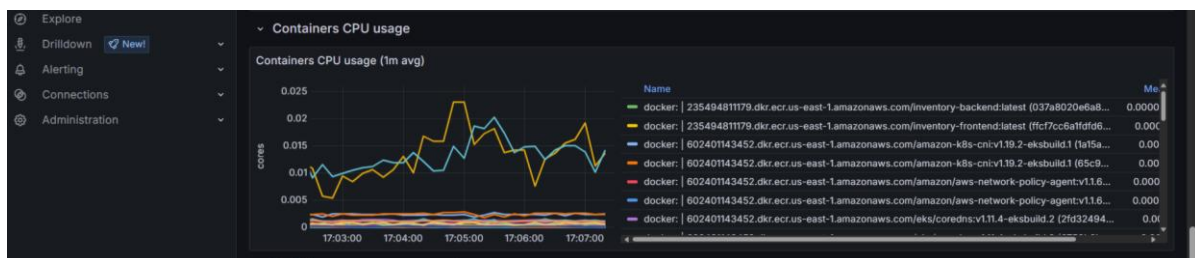 Explore
Drilldown New!
Alerting
Connections
Administration
Containers CPU usage
Containers CPU usage (1m avg)
cores
0.025
0.02
0.015
0.01
0.005
0
17:03:00 17:04:00 17:05:00 17:06:00 17:07:00
Name
docker: | 235494811179.dkr.ecr.us-east-1.amazonaws.com/inventory-backend:latest (037a8020e6a8... 0.0000
docker: | 235494811179.dkr.ecr.us-east-1.amazonaws.com/inventory-frontend:latest (ffcf7cc6a1fdfd6... 0.000
docker: | 602401143452.dkr.ecr.us-east-1.amazonaws.com/amazon-k8s-cni:v1.19.2-eksbuild.1 (1a15a... 0.00
docker: | 602401143452.dkr.ecr.us-east-1.amazonaws.com/amazon-k8s-cni:v1.19.2-eksbuild.1 (65c9... 0.00
docker: | 602401143452.dkr.ecr.us-east-1.amazonaws.com/amazon/aws-network-policy-agent:v1.1.6... 0.000
docker: | 602401143452.dkr.ecr.us-east-1.amazonaws.com/amazon/aws-network-policy-agent:v1.1.6... 0.000
docker: | 602401143452.dkr.ecr.us-east-1.amazonaws.com/eks/coredns:v1.11.4-eksbuild.2 (2fd32494... 0.00